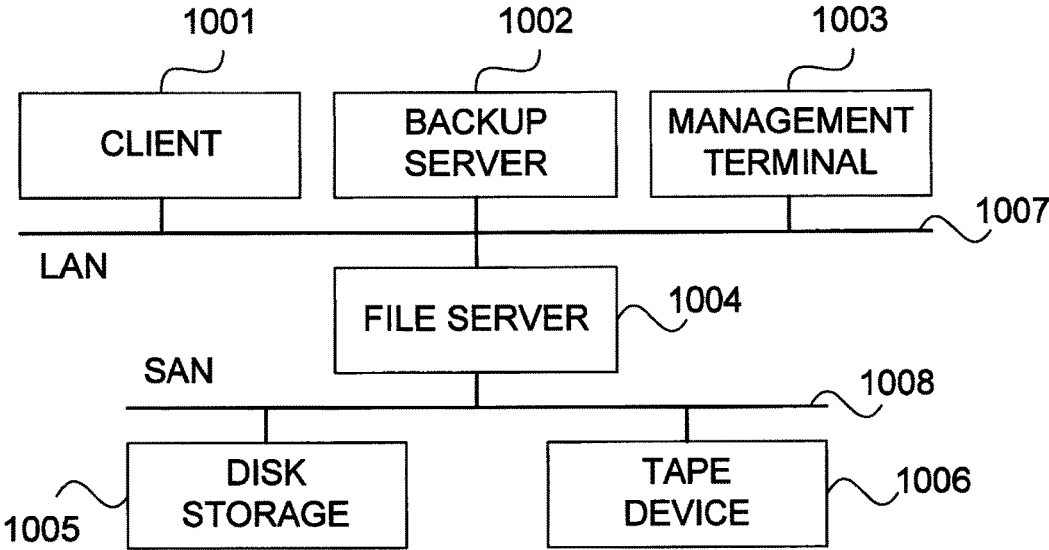 1001
1002
1003
CLIENT
BACKUP
SERVER
MANAGEMENT
TERMINAL
1007
LAN
FILE SERVER
1004
SAN
1008
DISK
STORAGE
TAPE
DEVICE
1005
1006